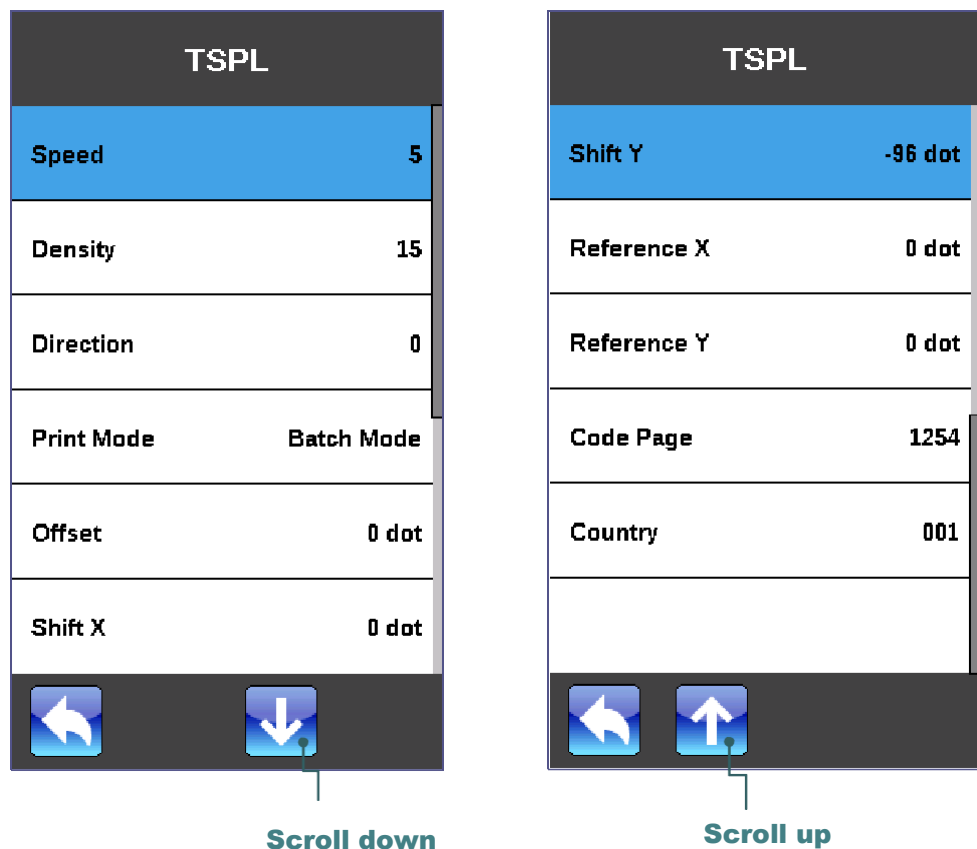 TSPL
Speed 5
Density 15
Direction 0
Print Mode Batch Mode
Offset 0 dot
Shift X 0 dot
Scroll down
TSPL
Shift Y -96 dot
Reference X 0 dot
Reference Y 0 dot
Code Page 1254
Country 001
Scroll up